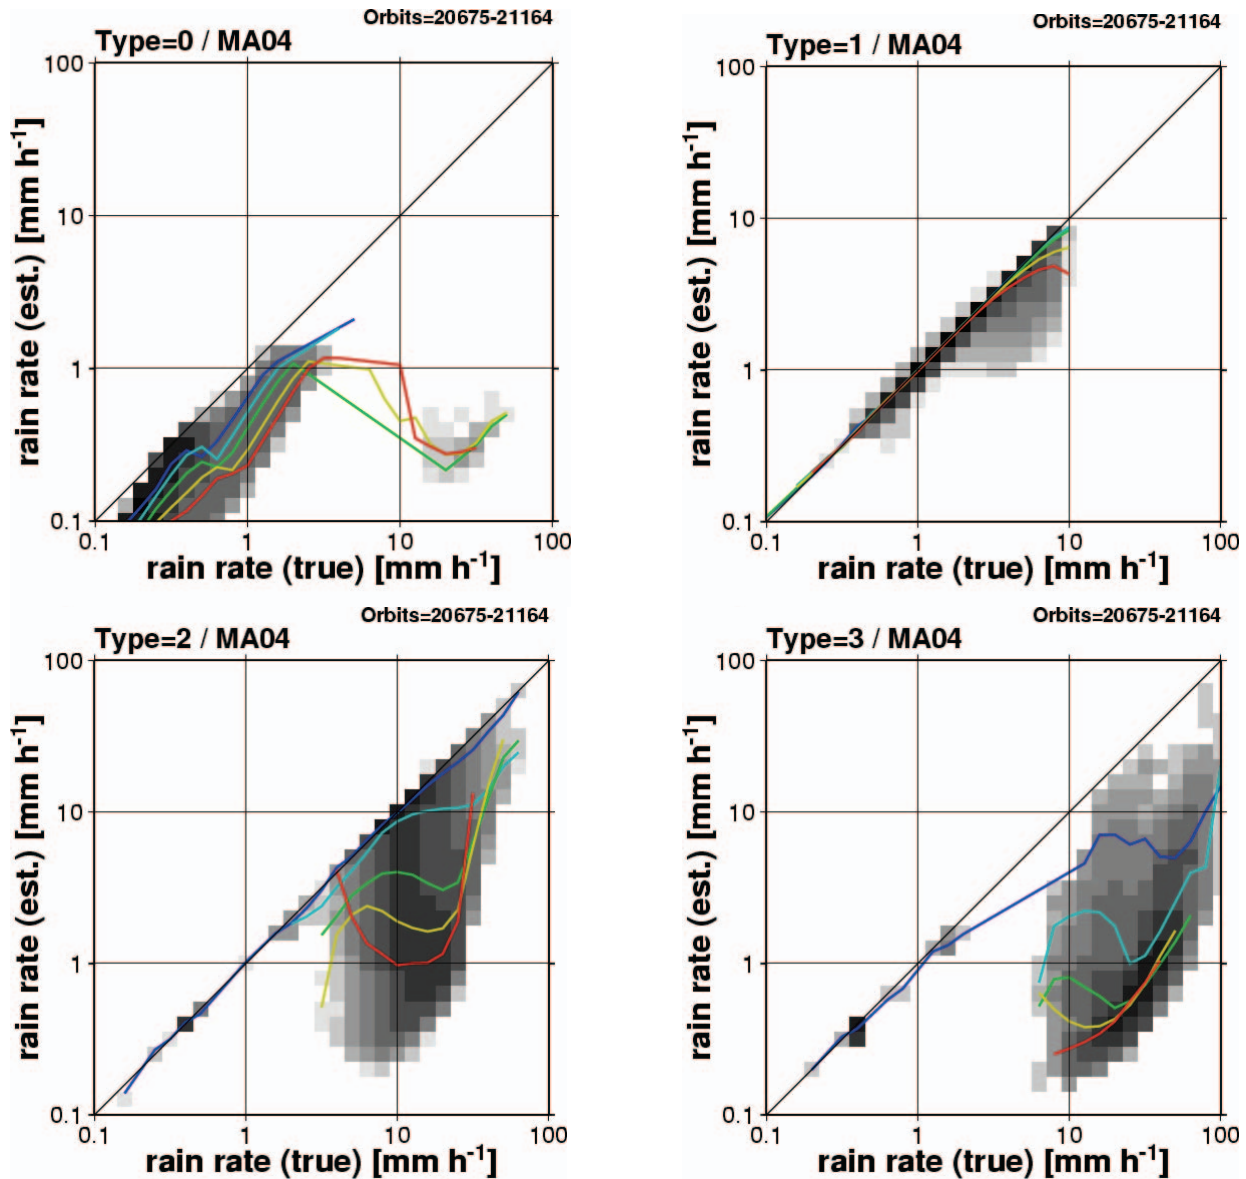 Orbits=20675-21164
Type=0 / MA04
100
10
1
0.1
0.1
1
10
100
rain rate (est.) [mm h-1]
rain rate (true) [mm h-1]
Orbits=20675-21164
Type=1 / MA04
100
10
1
0.1
0.1
1
10
100
rain rate (est.) [mm h-1]
rain rate (true) [mm h-1]
Orbits=20675-21164
Type=2 / MA04
100
10
1
0.1
0.1
1
10
100
rain rate (est.) [mm h-1]
rain rate (true) [mm h-1]
Orbits=20675-21164
Type=3 / MA04
100
10
1
0.1
0.1
1
10
100
rain rate (est.) [mm h-1]
rain rate (true) [mm h-1]